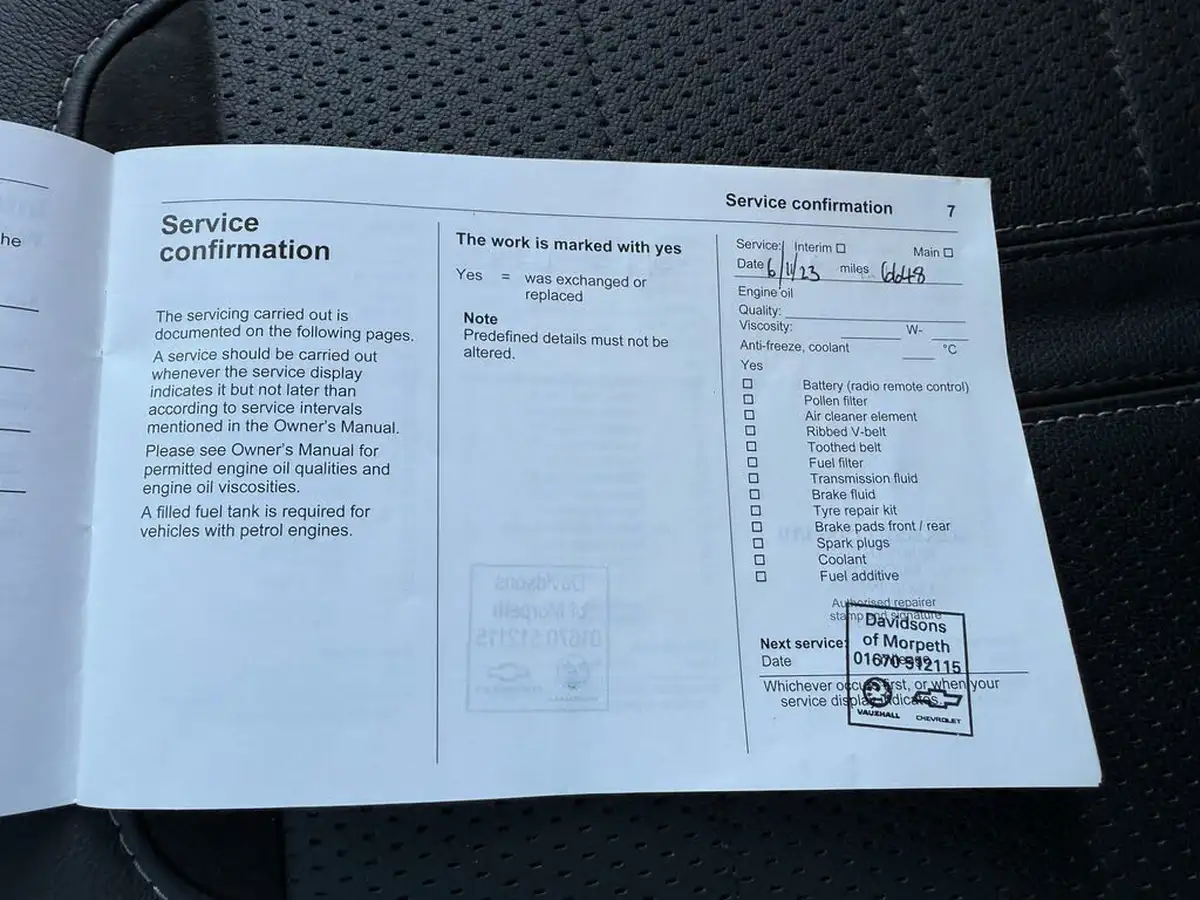 he
Service confirmation 7
Service
confirmation
The servicing carried out is
documented on the following pages.
A service should be carried out
whenever the service display
indicates it but not later than
according to service intervals
mentioned in the Owner's Manual.
Please see Owner's Manual for
permitted engine oil qualities and
engine oil viscosities.
A filled fuel tank is required for
vehicles with petrol engines.
The work is marked with yes
Yes = was exchanged or
replaced
Note
Predefined details must not be
altered.
Service: Interim Main
Date 6/11/23 miles
Engine oil
Quality:
Viscosity: W-
Anti-freeze, coolant °C
Yes
Battery (radio remote control)
Pollen filter
Air cleaner element
Ribbed V-belt
Toothed belt
Fuel filter
Transmission fluid
Brake fluid
Tyre repair kit
Brake pads front / rear
Spark plugs
Coolant
Fuel additive
Authorised repairer
stamp and signature
Davidsons
of Morpeth
01670 512115
VAUXHALL CHEVROLET
Next service:
Date
Whichever occurs first, or when your
service display indicates.